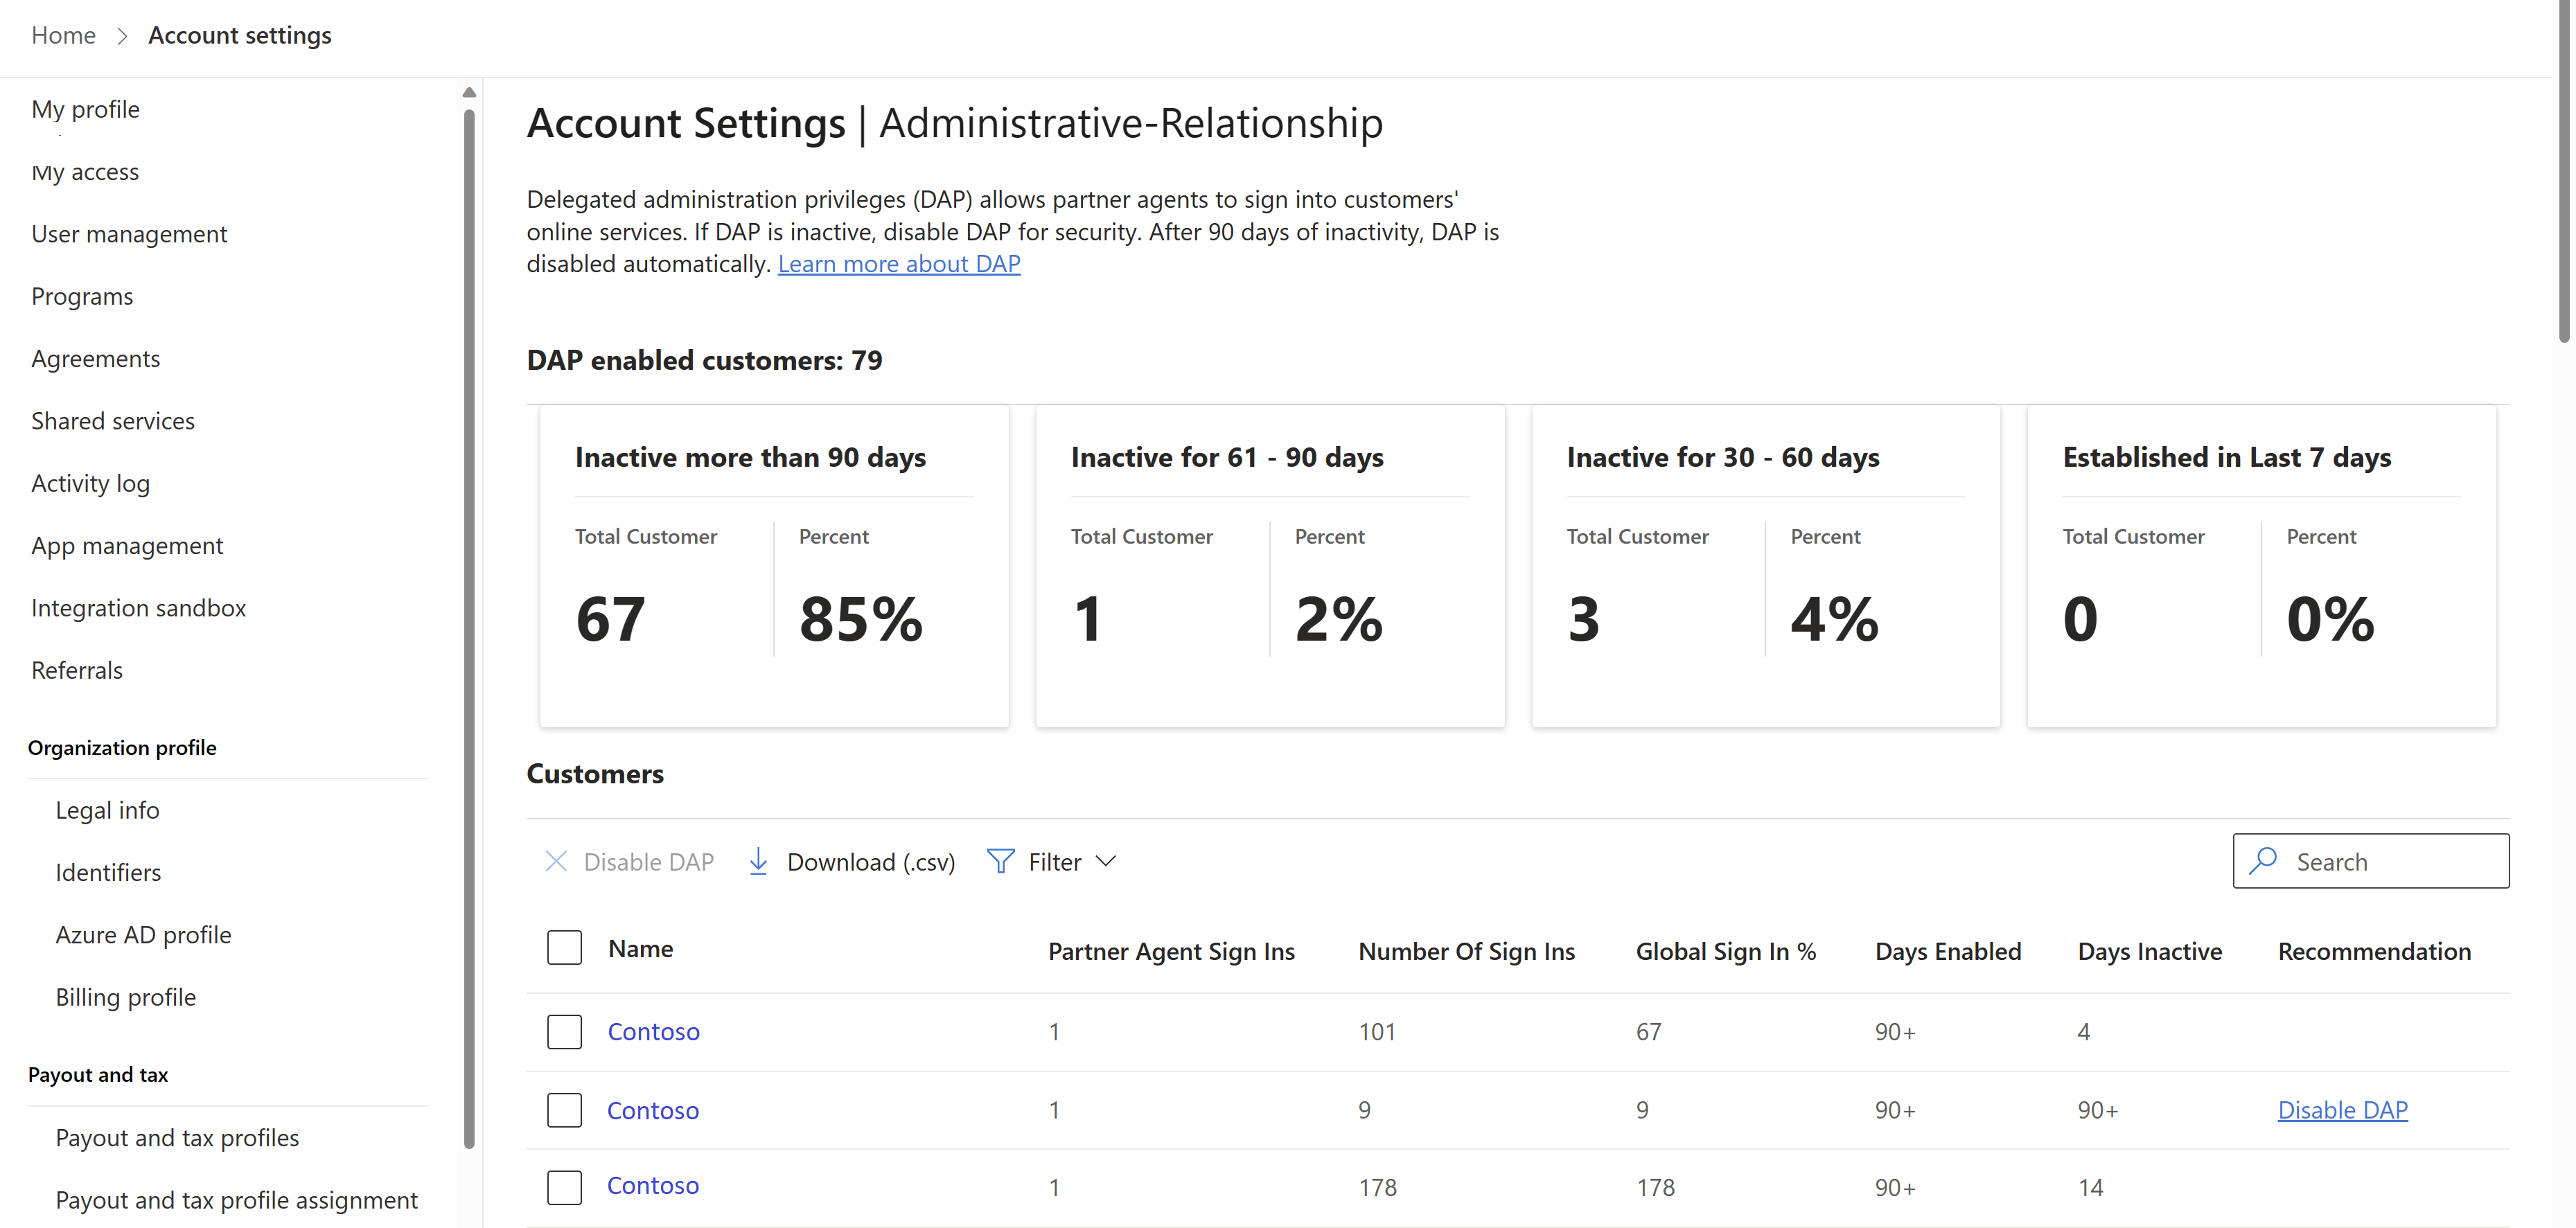 Home > Account settings
My profile
My access
User management
Programs
Agreements
Shared services
Activity log
App management
Integration sandbox
Referrals
Organization profile
Legal info
Identifiers
Azure AD profile
Billing profile
Payout and tax
Payout and tax profiles
Payout and tax profile assignment
Account Settings | Administrative-Relationship
Delegated administration privileges (DAP) allows partner agents to sign into customers'
online services. If DAP is inactive, disable DAP for security. After 90 days of inactivity, DAP is
disabled automatically. Learn more about DAP
DAP enabled customers: 79
Inactive more than 90 days
Total Customer Percent
67 85%
Inactive for 61 - 90 days
Total Customer Percent
1 2%
Inactive for 30 - 60 days
Total Customer Percent
3 4%
Established in Last 7 days
Total Customer Percent
0 0%
Customers
Disable DAP Download (.csv) Filter Search
Name Partner Agent Sign Ins Number Of Sign Ins Global Sign In % Days Enabled Days Inactive Recommendation
Contoso 1 101 67 90+ 4
Contoso 1 9 9 90+ 90+ Disable DAP
Contoso 1 178 178 90+ 14